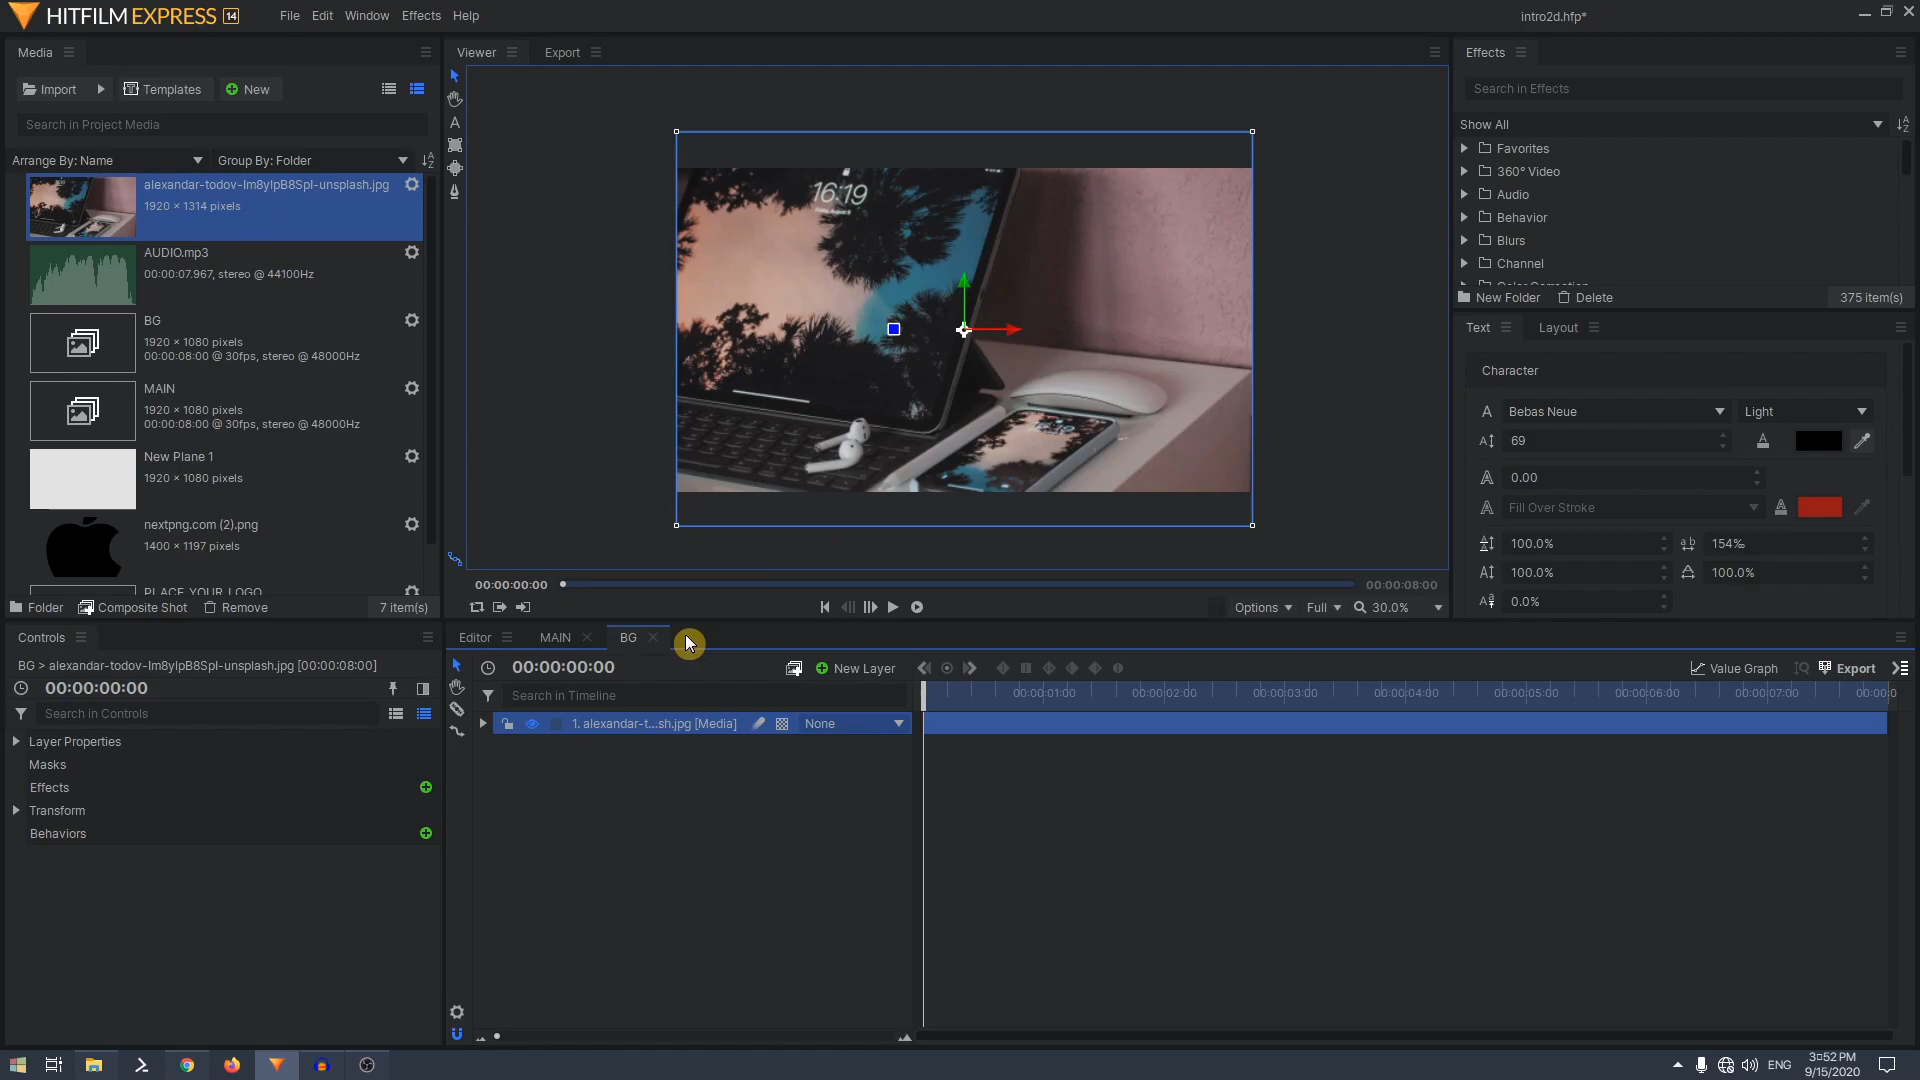 HITFILM EXPRESS 14
File Edit Window Effects Help
intro2d.hfp*
Media
Import
Templates
New
Search in Project Media
Arrange By: Name
Group By: Folder
alexandar-todov-Im8ylpB8SpI-unsplash.jpg
1920 × 1314 pixels
AUDIO.mp3
00:00:07.967, stereo @ 44100Hz
BG
1920 × 1080 pixels
00:00:08:00 @ 30fps, stereo @ 48000Hz
MAIN
1920 × 1080 pixels
00:00:08:00 @ 30fps, stereo @ 48000Hz
New Plane 1
1920 × 1080 pixels
nextpng.com (2).png
1400 × 1197 pixels
PLACE YOUR LOGO
Folder
Composite Shot
Remove
7 item(s)
Viewer
Export
16:19
00:00:00:00
00:00:08:00
Options
Full
30.0%
Effects
Search in Effects
Show All
Favorites
360° Video
Audio
Behavior
Blurs
Channel
Color Correction
New Folder
Delete
375 item(s)
Text
Layout
Character
Bebas Neue
Light
69
0.00
Fill Over Stroke
100.0%
154‰
100.0%
100.0%
0.0%
Controls
BG > alexandar-todov-Im8ylpB8SpI-unsplash.jpg [00:00:08:00]
00:00:00:00
Search in Controls
Layer Properties
Masks
Effects
Transform
Behaviors
Editor
MAIN
BG
00:00:00:00
New Layer
Value Graph
Export
Search in Timeline
00:00:01:00 00:00:02:00 00:00:03:00 00:00:04:00 00:00:05:00 00:00:06:00 00:00:07:00 00:00:0
1. alexandar-t...sh.jpg [Media]
None
ENG
3:52 PM
9/15/2020